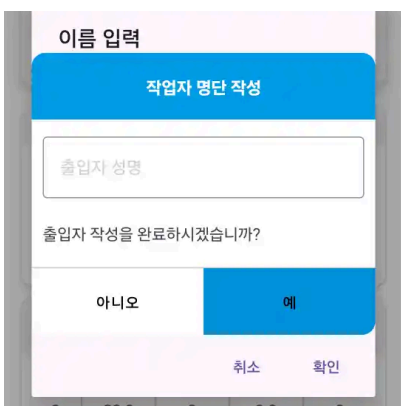 이름 입력
작업자 명단 작성
출입자 성명
출입자 작성을 완료하시겠습니까?
아니오 예
취소 확인